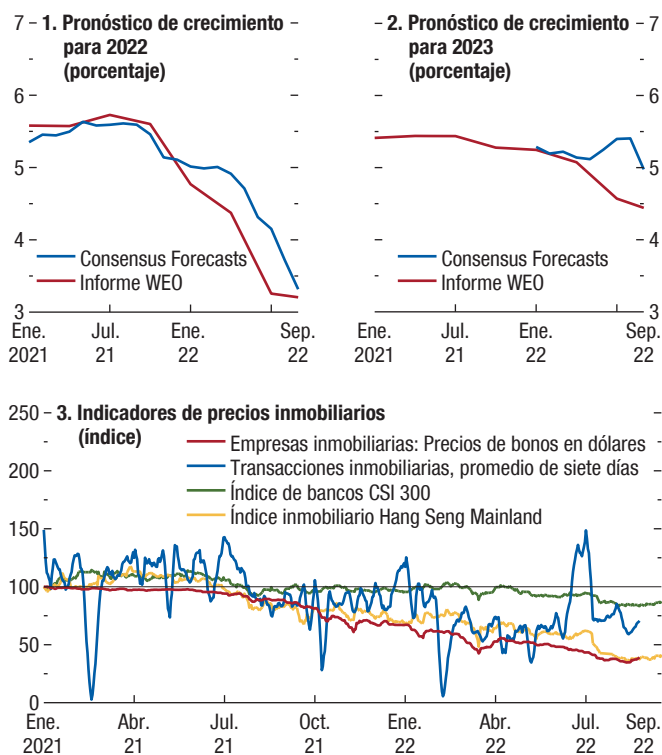 1. Pronóstico de crecimiento
para 2022
(porcentaje)
7
6
5
4
3
Consensus Forecasts
Informe WEO
Ene.
2021
Jul.
21
Ene.
22
Sep.
22
2. Pronóstico de crecimiento
para 2023
(porcentaje)
7
6
5
4
3
Consensus Forecasts
Informe WEO
Ene.
2021
Jul.
21
Ene.
22
Sep.
22
3. Indicadores de precios inmobiliarios
(índice)
250
200
150
100
50
0
Empresas inmobiliarias: Precios de bonos en dólares
Transacciones inmobiliarias, promedio de siete días
Índice de bancos CSI 300
Índice inmobiliario Hang Seng Mainland
Ene.
2021
Abr.
21
Jul.
21
Oct.
21
Ene.
22
Abr.
22
Jul.
22
Sep.
22